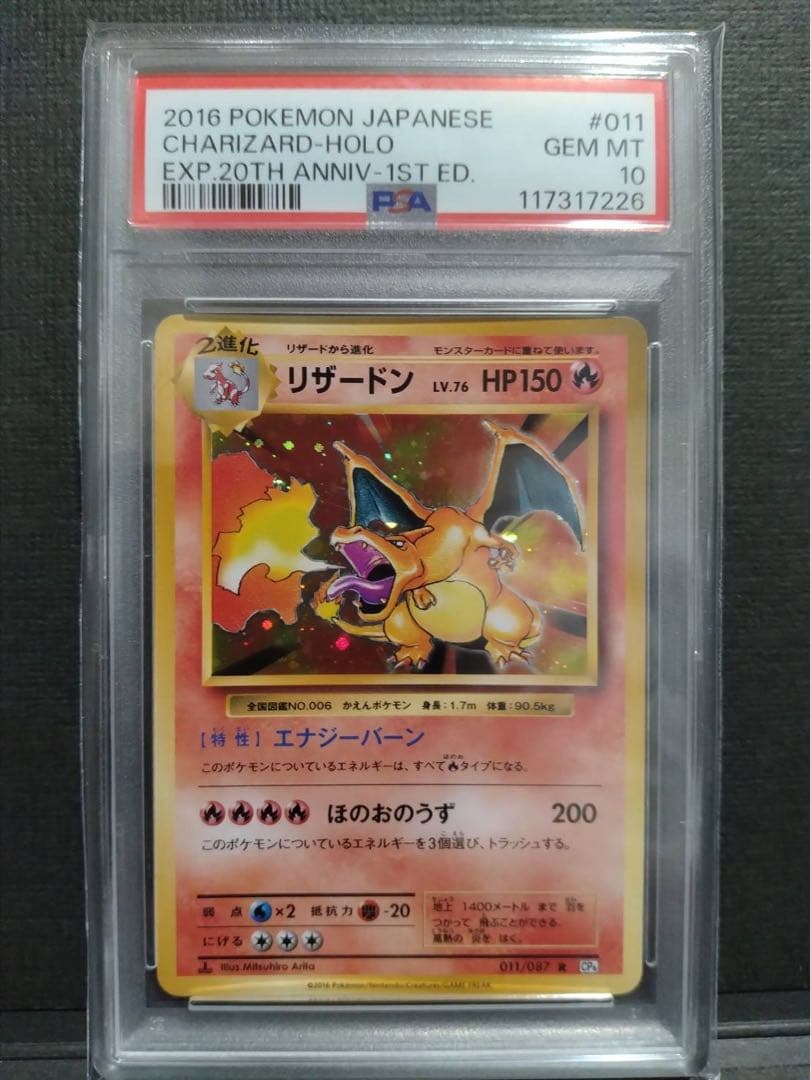 2016 POKEMON JAPANESE #011
CHARIZARD-HOLO GEM MT
EXP.20TH ANNIV-1ST ED. 10
PSA 117317226
2進化 リザードから進化 モンスターカードに重ねて使います。
リザードン LV.76 HP150
全国図鑑NO.006 かえんポケモン 身長:1.7m 体重:90.5kg
[特性] エナジーバーン
このポケモンについているエネルギーは、すべてタイプになる。
ほのおのうず 200
このポケモンについているエネルギーを3個選び、トラッシュする。
弱点 ×2 抵抗力 -20
にげる
地上 1400メートル まで 羽を
つかって 飛ぶことができる。
高熱の 炎を はく。
Illus.Mitsuhiro Arita 011/087 R CP6
©2016 Pokémon/Nintendo/Creatures/GAME FREAK